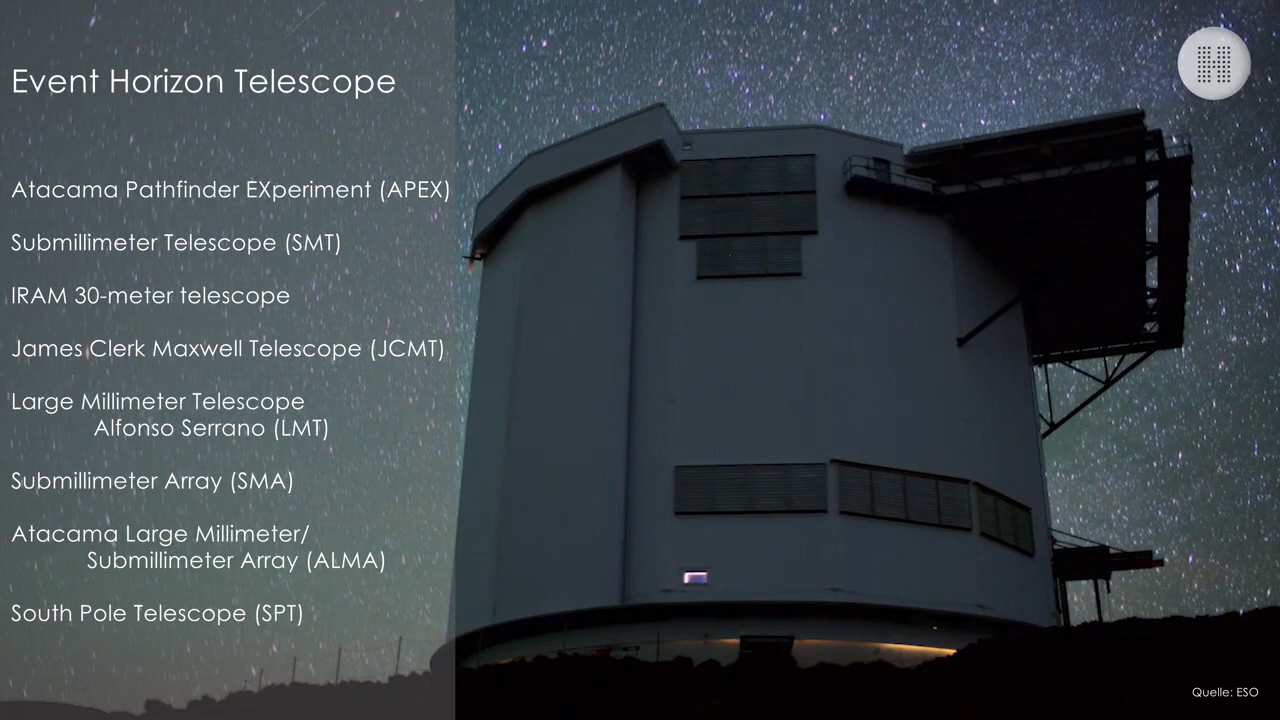 Event Horizon Telescope
Atacama Pathfinder EXperiment (APEX)
Submillimeter Telescope (SMT)
IRAM 30-meter telescope
James Clerk Maxwell Telescope (JCMT)
Large Millimeter Telescope
Alfonso Serrano (LMT)
Submillimeter Array (SMA)
Atacama Large Millimeter/
Submillimeter Array (ALMA)
South Pole Telescope (SPT)
H
Quelle: ESO